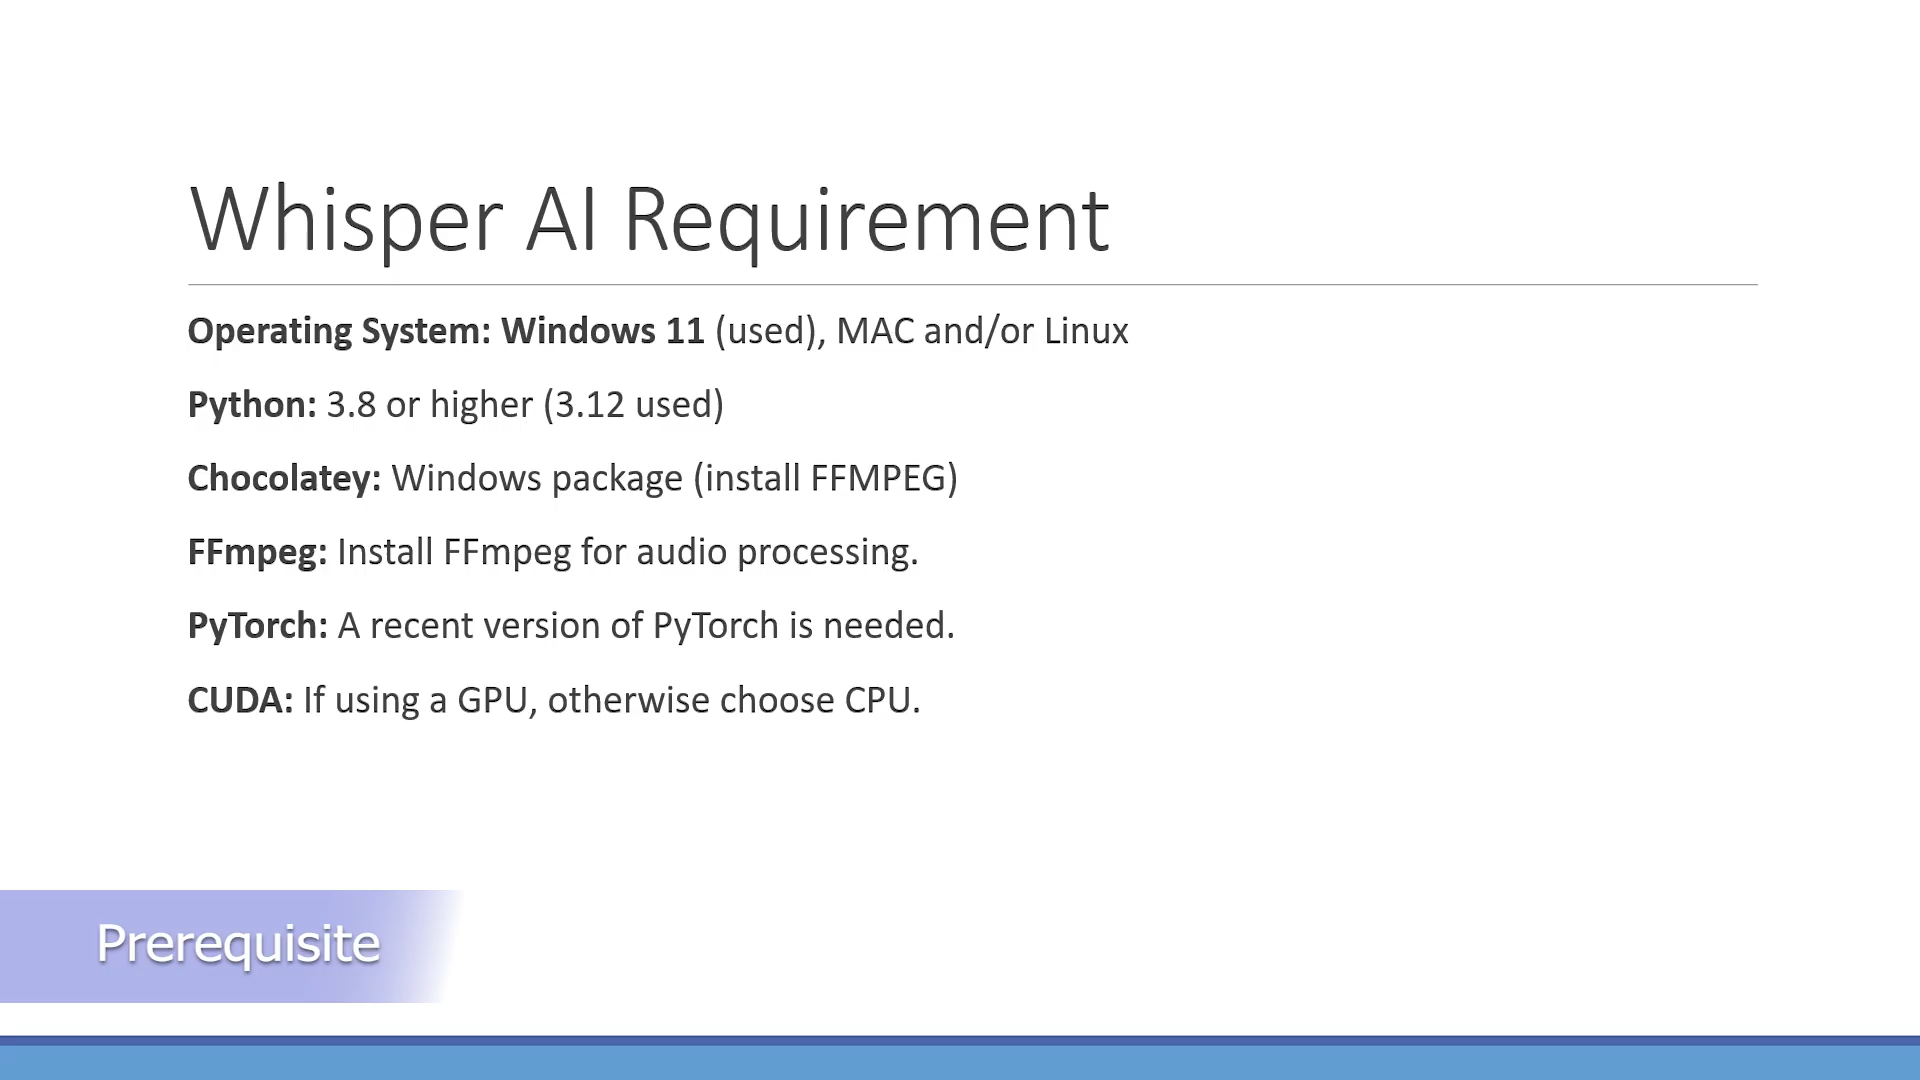 Whisper AI Requirement
Operating System: Windows 11 (used), MAC and/or Linux
Python: 3.8 or higher (3.12 used)
Chocolatey: Windows package (install FFMPEG)
FFmpeg: Install FFmpeg for audio processing.
PyTorch: A recent version of PyTorch is needed.
CUDA: If using a GPU, otherwise choose CPU.
Prerequisite